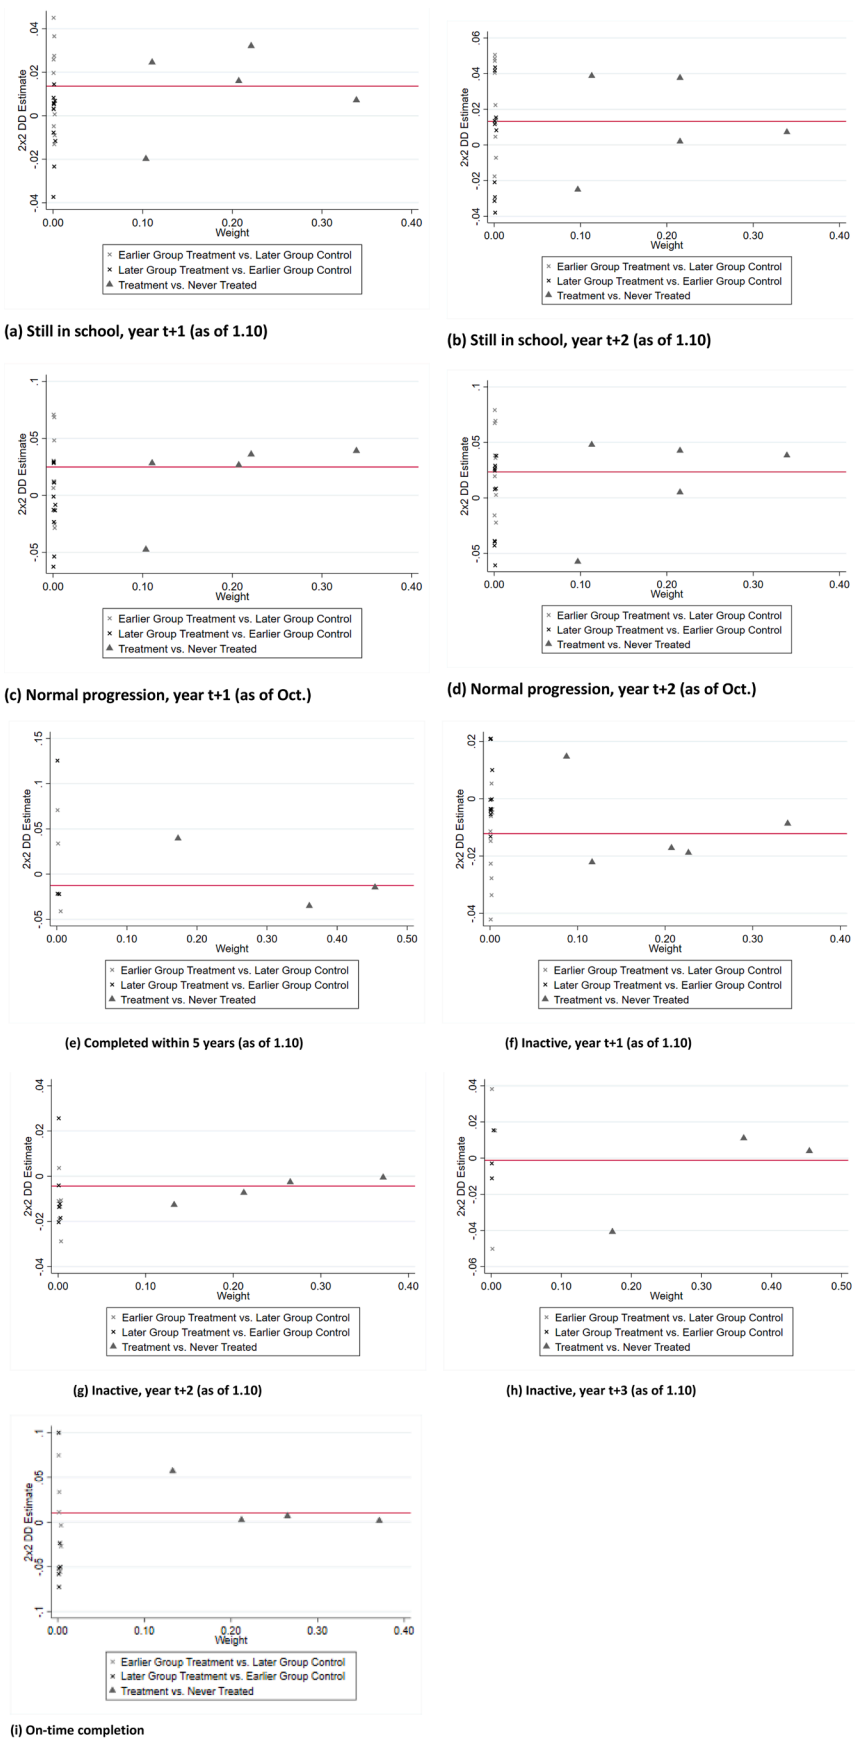 2x2 DD Estimate
.04
.02
0
-.02
-.04
0.00 0.10 0.20 0.30 0.40
Weight
× Earlier Group Treatment vs. Later Group Control
× Later Group Treatment vs. Earlier Group Control
▲ Treatment vs. Never Treated
(a) Still in school, year t+1 (as of 1.10)
2x2 DD Estimate
.06
.04
.02
0
-.02
-.04
0.00 0.10 0.20 0.30 0.40
Weight
× Earlier Group Treatment vs. Later Group Control
× Later Group Treatment vs. Earlier Group Control
▲ Treatment vs. Never Treated
(b) Still in school, year t+2 (as of 1.10)
2x2 DD Estimate
.1
.05
0
-.05
0.00 0.10 0.20 0.30 0.40
Weight
× Earlier Group Treatment vs. Later Group Control
× Later Group Treatment vs. Earlier Group Control
▲ Treatment vs. Never Treated
(c) Normal progression, year t+1 (as of Oct.)
2x2 DD Estimate
.1
.05
0
-.05
0.00 0.10 0.20 0.30 0.40
Weight
× Earlier Group Treatment vs. Later Group Control
× Later Group Treatment vs. Earlier Group Control
▲ Treatment vs. Never Treated
(d) Normal progression, year t+2 (as of Oct.)
2x2 DD Estimate
.15
.1
.05
0
-.05
0.00 0.10 0.20 0.30 0.40 0.50
Weight
× Earlier Group Treatment vs. Later Group Control
× Later Group Treatment vs. Earlier Group Control
▲ Treatment vs. Never Treated
(e) Completed within 5 years (as of 1.10)
2x2 DD Estimate
.02
0
-.02
-.04
0.00 0.10 0.20 0.30 0.40
Weight
× Earlier Group Treatment vs. Later Group Control
× Later Group Treatment vs. Earlier Group Control
▲ Treatment vs. Never Treated
(f) Inactive, year t+1 (as of 1.10)
2x2 DD Estimate
.04
.02
0
-.02
-.04
0.00 0.10 0.20 0.30 0.40
Weight
× Earlier Group Treatment vs. Later Group Control
× Later Group Treatment vs. Earlier Group Control
▲ Treatment vs. Never Treated
(g) Inactive, year t+2 (as of 1.10)
2x2 DD Estimate
.04
.02
0
-.02
-.04
-.06
0.00 0.10 0.20 0.30 0.40 0.50
Weight
× Earlier Group Treatment vs. Later Group Control
× Later Group Treatment vs. Earlier Group Control
▲ Treatment vs. Never Treated
(h) Inactive, year t+3 (as of 1.10)
2x2 DD Estimate
.1
.05
0
-.05
-.1
0.00 0.10 0.20 0.30 0.40
Weight
× Earlier Group Treatment vs. Later Group Control
× Later Group Treatment vs. Earlier Group Control
▲ Treatment vs. Never Treated
(i) On-time completion